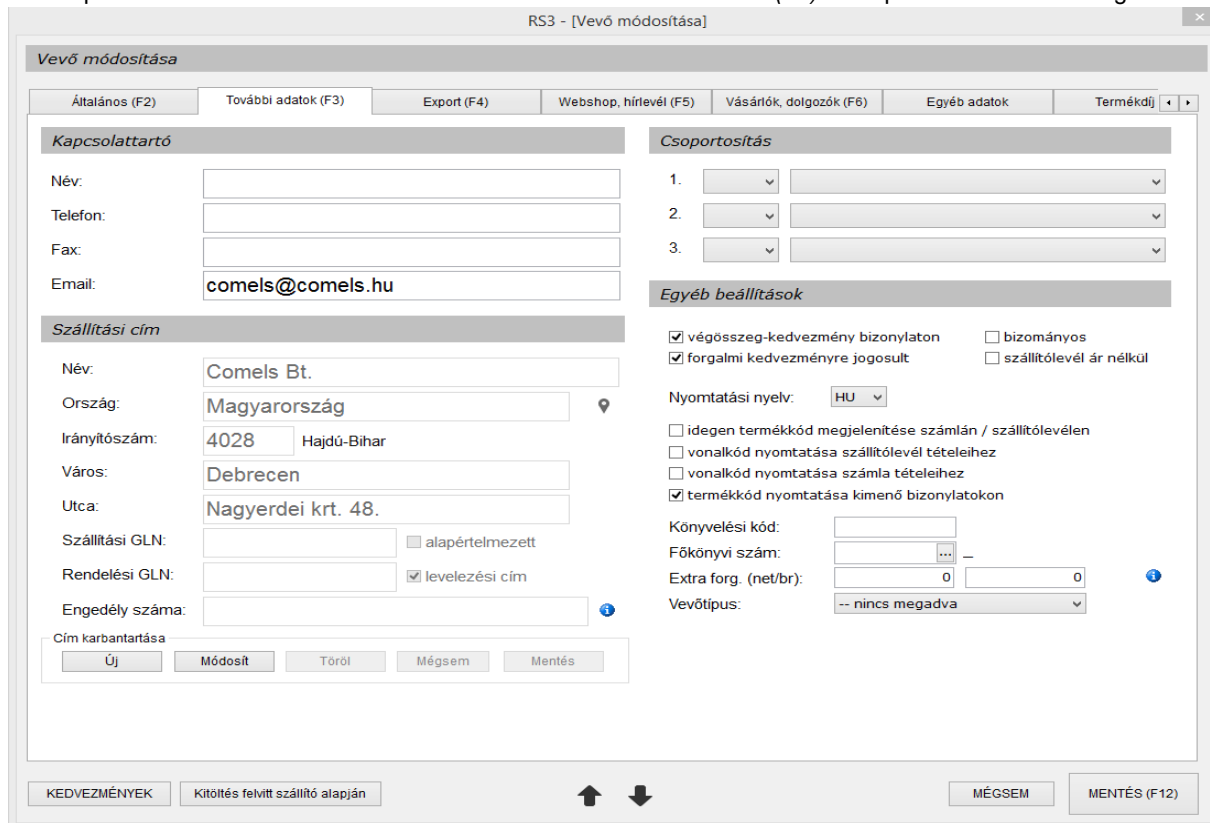 RS3 - [Vevő módosítása]
Vevő módosítása
Általános (F2)
További adatok (F3)
Export (F4)
Webshop, hírlevél (F5)
Vásárlók, dolgozók (F6)
Egyéb adatok
Termékdíj
Kapcsolattartó
Név:
Telefon:
Fax:
Email: comels@comels.hu
Szállítási cím
Név: Comels Bt.
Ország: Magyarország
Irányítószám: 4028 Hajdú-Bihar
Város: Debrecen
Utca: Nagyerdei krt. 48.
Szállítási GLN: alapértelmezett
Rendelési GLN: levelezési cím
Engedély száma:
Cím karbantartása
Új Módosít Töröl Mégsem Mentés
Csoportosítás
1.
2.
3.
Egyéb beállítások
végösszeg-kedvezmény bizonylaton bizományos
forgalmi kedvezményre jogosult szállítólevél ár nélkül
Nyomtatási nyelv: HU
idegen termékkód megjelenítése számlán / szállítólevélen
vonalkód nyomtatása szállítólevél tételeihez
vonalkód nyomtatása számla tételeihez
termékkód nyomtatása kimenő bizonylatokon
Könyvelési kód:
Főkönyvi szám: ... _
Extra forg. (net/br): 0 0
Vevőtípus: -- nincs megadva
KEDVEZMÉNYEK Kitöltés felvitt szállító alapján MÉGSEM MENTÉS (F12)